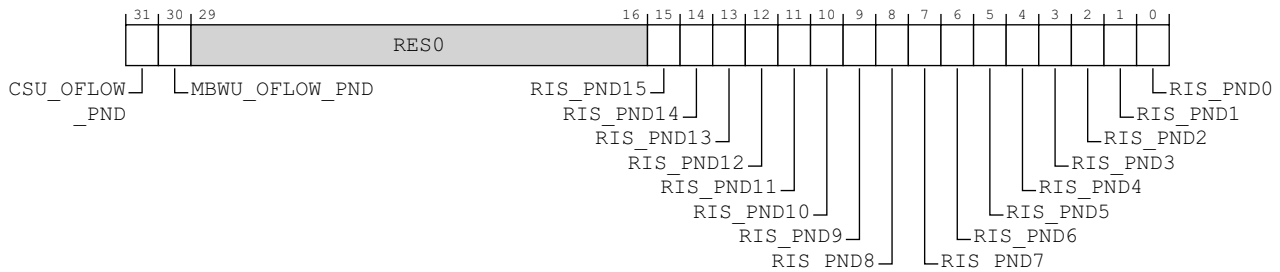 31 30 29 16 15 14 13 12 11 10 9 8 7 6 5 4 3 2 1 0
RES0
CSU_OFLOW
_PND
MBWU_OFLOW_PND
RIS_PND15
RIS_PND0
RIS_PND14
RIS_PND1
RIS_PND13
RIS_PND2
RIS_PND12
RIS_PND3
RIS_PND11
RIS_PND4
RIS_PND10
RIS_PND5
RIS_PND9
RIS_PND6
RIS_PND8
RIS_PND7